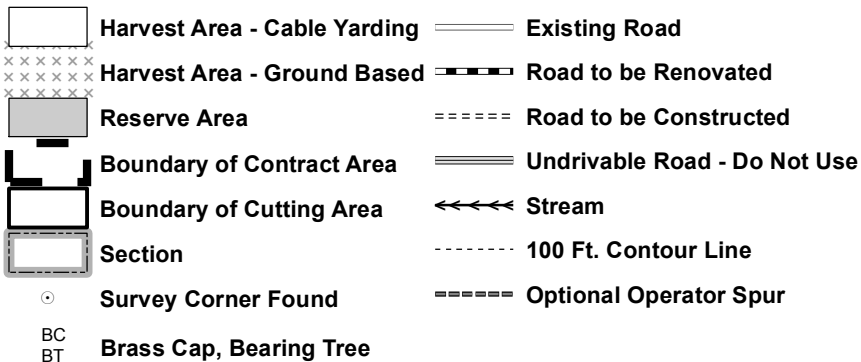 Harvest Area - Cable Yarding
Harvest Area - Ground Based
Reserve Area
Boundary of Contract Area
Boundary of Cutting Area
Section
Survey Corner Found
BC
BT Brass Cap, Bearing Tree
Existing Road
Road to be Renovated
Road to be Constructed
Undrivable Road - Do Not Use
Stream
100 Ft. Contour Line
Optional Operator Spur